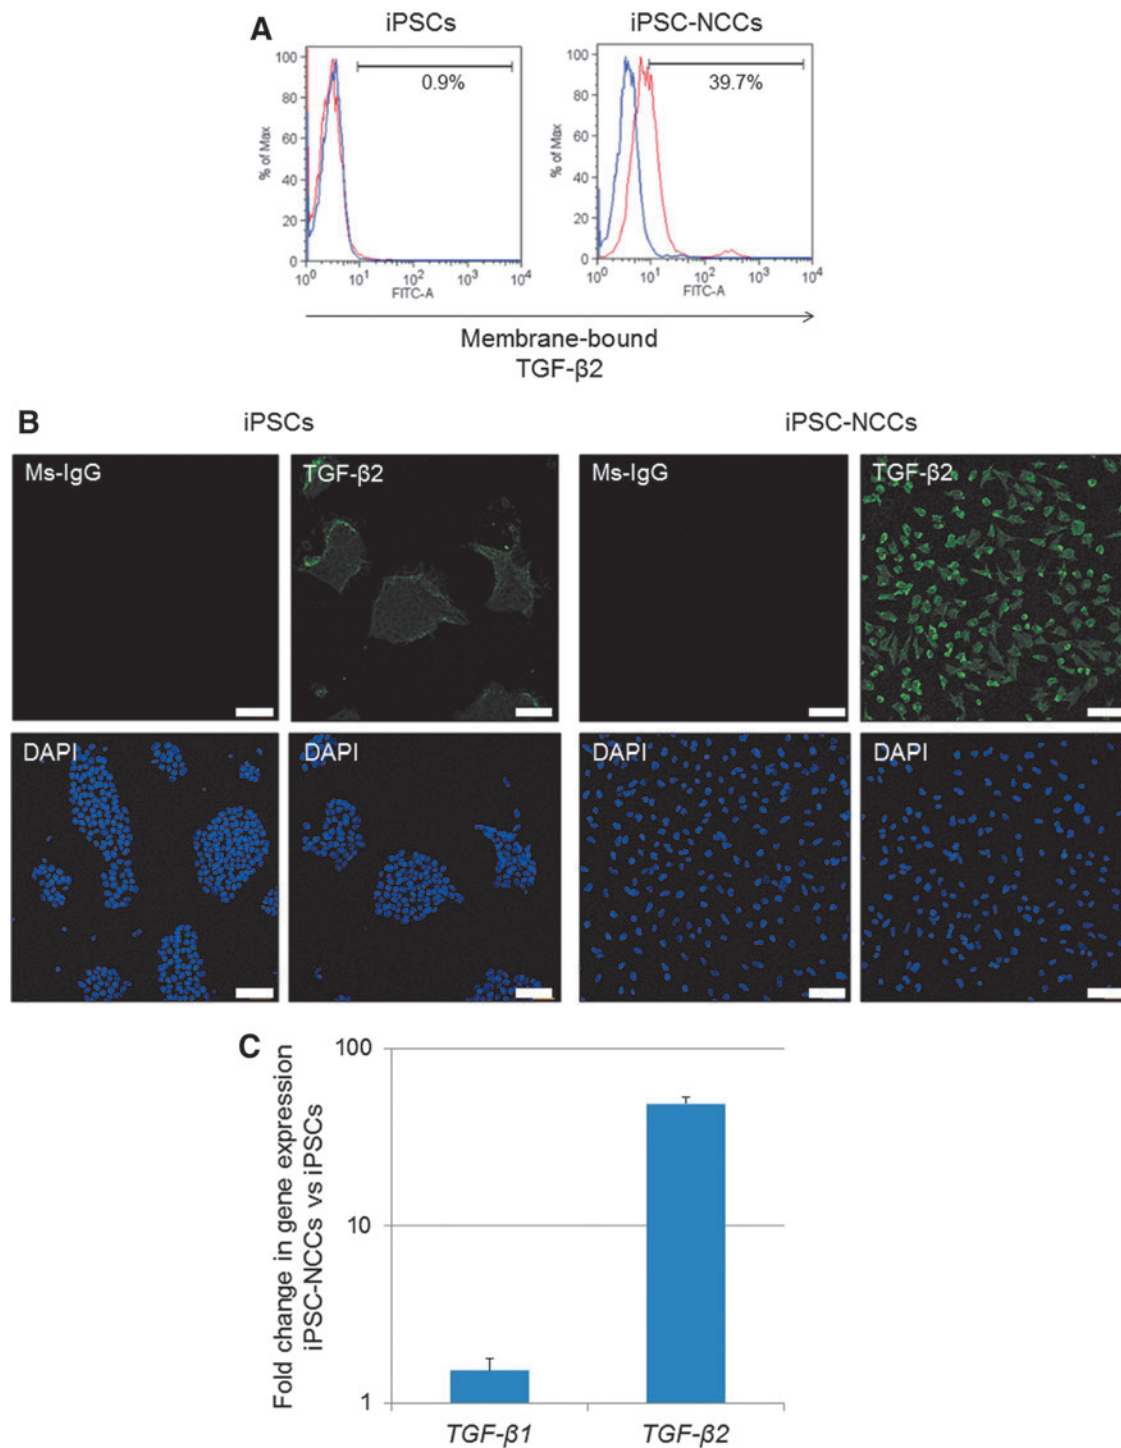 A
iPSCs
iPSC-NCCs
100
80
60
40
20
0
% of Max
0.9%
10⁰ 10¹ 10² 10³ 10⁴
FITC-A
100
80
60
40
20
0
% of Max
39.7%
10⁰ 10¹ 10² 10³ 10⁴
FITC-A
Membrane-bound
TGF-β2
B
iPSCs
iPSC-NCCs
Ms-IgG
TGF-β2
Ms-IgG
TGF-β2
DAPI
DAPI
DAPI
DAPI
C
Fold change in gene expression
iPSC-NCCs vs iPSCs
100
10
1
TGF-β1
TGF-β2